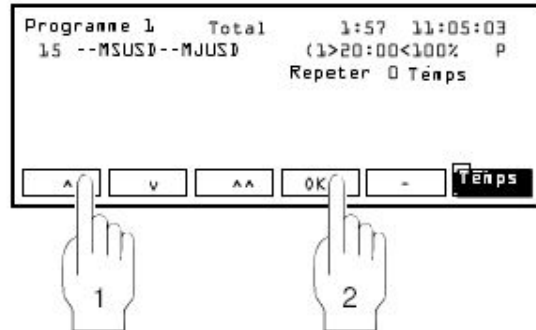 Programme 1 Total 1:57 11:05:03
15 --MSUSD--MJUSD (1>20:00<100% P
Repeter 0 Temps
^ v ^^ OK - Temps
1 2